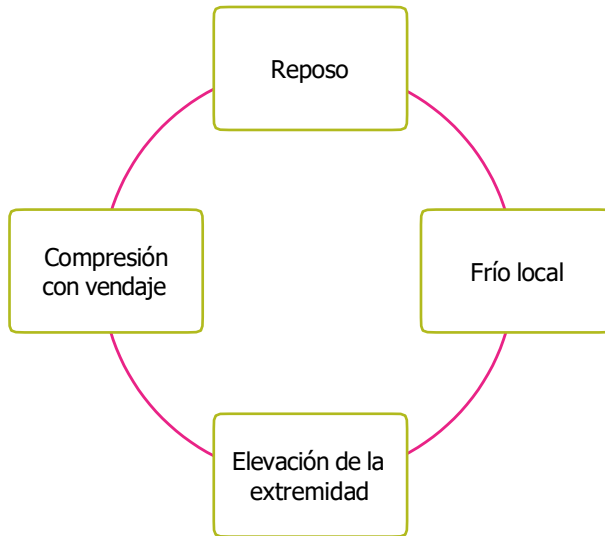 Reposo
Frío local
Elevación de la
extremidad
Compresión
con vendaje